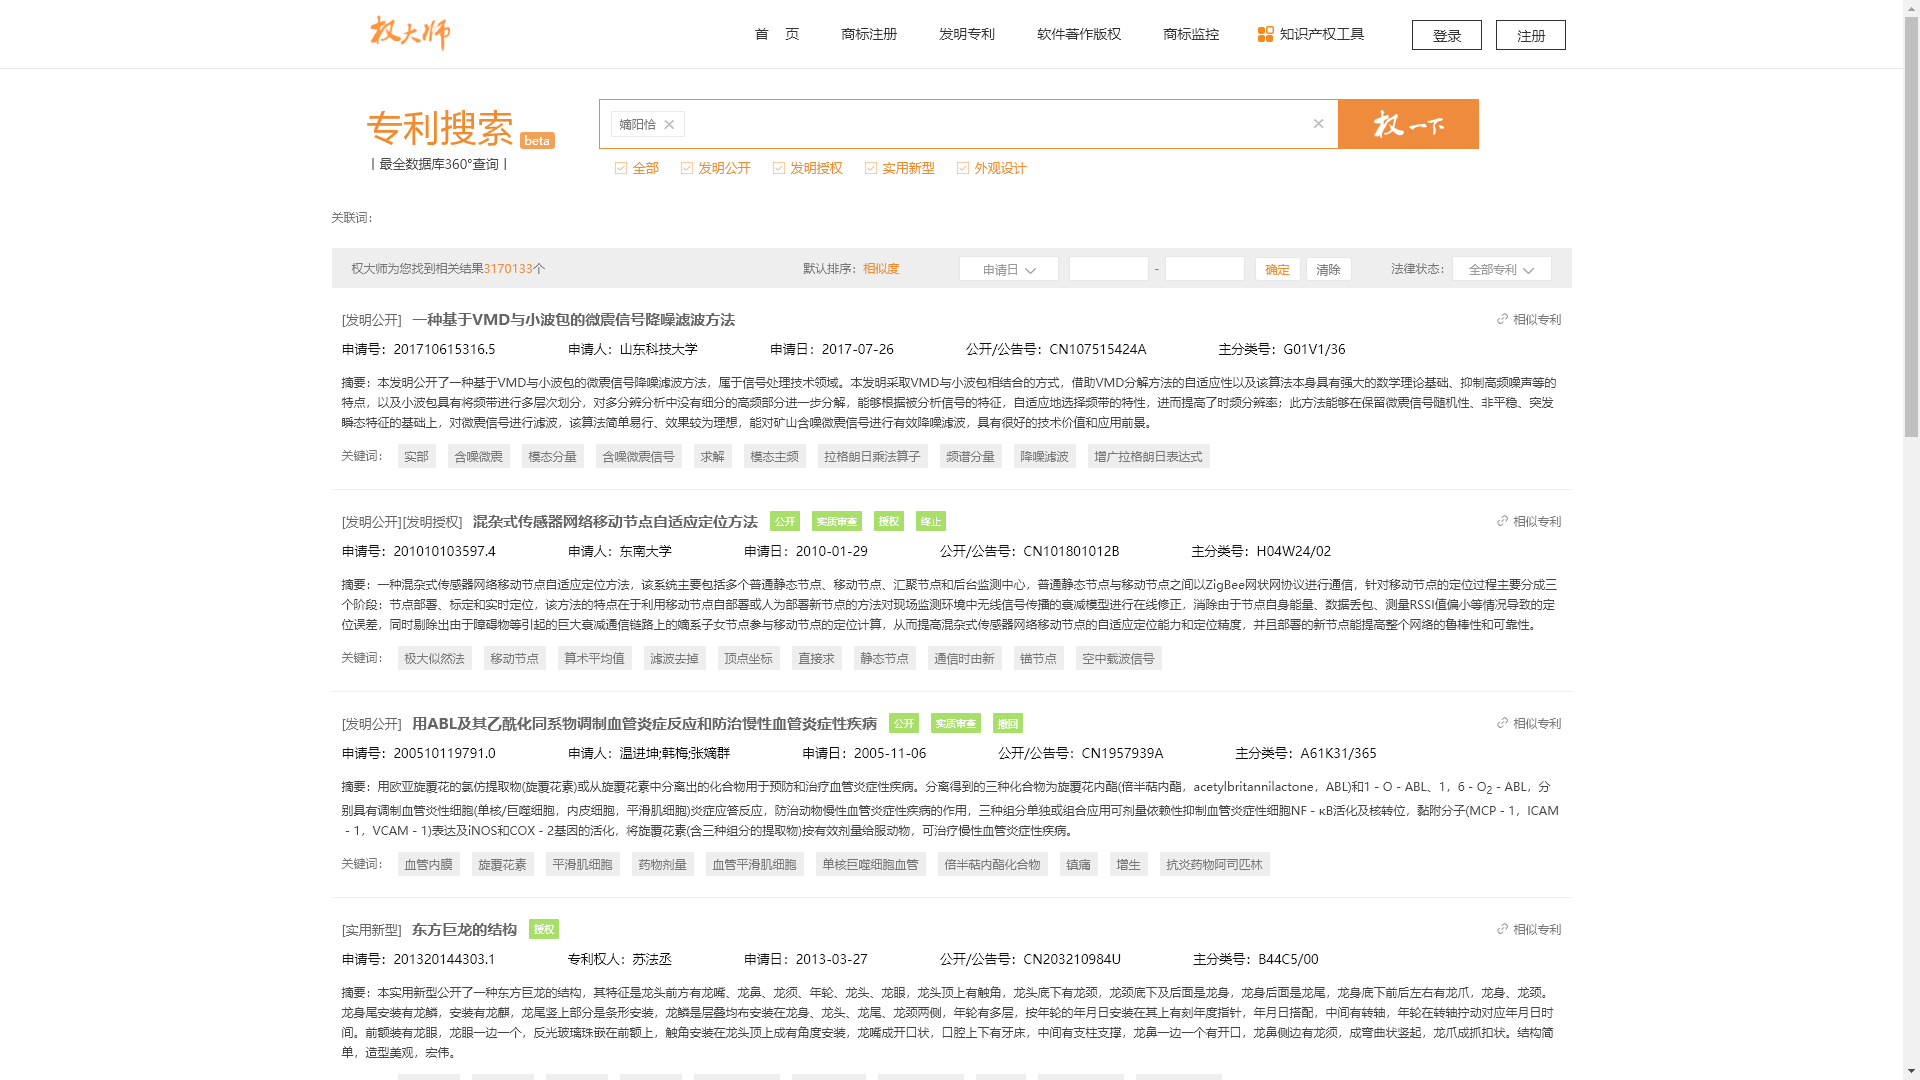 权大师
首 页
商标注册
发明专利
软件著作版权
商标监控
知识产权工具
登录
注册
专利搜索 beta
丨最全数据库360°查询丨
嫡阳恰
权一下
全部
发明公开
发明授权
实用新型
外观设计
关联词：
权大师为您找到相关结果3170133个
默认排序：相似度
申请日
-
确定
清除
法律状态：
全部专利
[发明公开] 一种基于VMD与小波包的微震信号降噪滤波方法
相似专利
申请号：201710615316.5 申请人：山东科技大学 申请日：2017-07-26 公开/公告号：CN107515424A 主分类号：G01V1/36
摘要：本发明公开了一种基于VMD与小波包的微震信号降噪滤波方法，属于信号处理技术领域。本发明采取VMD与小波包相结合的方式，借助VMD分解方法的自适应性以及该算法本身具有强大的数学理论基础、抑制高频噪声等的
特点，以及小波包具有将频带进行多层次划分，对多分辨分析中没有细分的高频部分进一步分解，能够根据被分析信号的特征，自适应地选择频带的特性，进而提高了时频分辨率；此方法能够在保留微震信号随机性、非平稳、突发
瞬态特征的基础上，对微震信号进行滤波，该算法简单易行、效果较为理想，能对矿山含噪微震信号进行有效降噪滤波，具有很好的技术价值和应用前景。
关键词： 实部 含噪微震 模态分量 含噪微震信号 求解 模态主频 拉格朗日乘法算子 频谱分量 降噪滤波 增广拉格朗日表达式
[发明公开][发明授权] 混杂式传感器网络移动节点自适应定位方法 公开 实质审查 授权 终止
相似专利
申请号：201010103597.4 申请人：东南大学 申请日：2010-01-29 公开/公告号：CN101801012B 主分类号：H04W24/02
摘要：一种混杂式传感器网络移动节点自适应定位方法，该系统主要包括多个普通静态节点、移动节点、汇聚节点和后台监测中心，普通静态节点与移动节点之间以ZigBee网状网协议进行通信，针对移动节点的定位过程主要分成三
个阶段：节点部署、标定和实时定位，该方法的特点在于利用移动节点自部署或人为部署新节点的方法对现场监测环境中无线信号传播的衰减模型进行在线修正，消除由于节点自身能量、数据丢包、测量RSSI值偏小等情况导致的定
位误差，同时剔除出由于障碍物等引起的巨大衰减通信链路上的嫡系子女节点参与移动节点的定位计算，从而提高混杂式传感器网络移动节点的自适应定位能力和定位精度，并且部署的新节点能提高整个网络的鲁棒性和可靠性。
关键词： 极大似然法 移动节点 算术平均值 滤波去掉 顶点坐标 直接求 静态节点 通信时由新 锚节点 空中载波信号
[发明公开] 用ABL及其乙酰化同系物调制血管炎症反应和防治慢性血管炎症性疾病 公开 实质审查 撤回
相似专利
申请号：200510119791.0 申请人：温进坤;韩梅;张嫡群 申请日：2005-11-06 公开/公告号：CN1957939A 主分类号：A61K31/365
摘要：用欧亚旋覆花的氯仿提取物(旋覆花素)或从旋覆花素中分离出的化合物用于预防和治疗血管炎症性疾病。分离得到的三种化合物为旋覆花内酯(倍半萜内酯，acetylbritannilactone，ABL)和1－O－ABL、1，6－O2－ABL，分
别具有调制血管炎性细胞(单核/巨噬细胞，内皮细胞，平滑肌细胞)炎症应答反应，防治动物慢性血管炎症性疾病的作用，三种组分单独或组合应用可剂量依赖性抑制血管炎症性细胞NF－κB活化及核转位，黏附分子(MCP－1，ICAM
－1，VCAM－1)表达及iNOS和COX－2基因的活化，将旋覆花素(含三种组分的提取物)按有效剂量给服动物，可治疗慢性血管炎症性疾病。
关键词： 血管内膜 旋覆花素 平滑肌细胞 药物剂量 血管平滑肌细胞 单核巨噬细胞血管 倍半萜内酯化合物 镇痛 增生 抗炎药物阿司匹林
[实用新型] 东方巨龙的结构 授权
相似专利
申请号：201320144303.1 专利权人：苏法丞 申请日：2013-03-27 公开/公告号：CN203210984U 主分类号：B44C5/00
摘要：本实用新型公开了一种东方巨龙的结构，其特征是龙头前方有龙嘴、龙鼻、龙须、年轮、龙头、龙眼，龙头顶上有触角，龙头底下有龙颈，龙颈底下及后面是龙身，龙身后面是龙尾，龙身底下前后左右有龙爪，龙身、龙颈。
龙身尾安装有龙鳞，安装有龙麒，龙尾竖上部分是条形安装，龙鳞是层叠均布安装在龙身、龙头、龙尾、龙颈两侧，年轮有多层，按年轮的年月日安装在其上有刻年度指针，年月日搭配，中间有转轴，年轮在转轴拧动对应年月日时
间。前额装有龙眼，龙眼一边一个，反光玻璃珠嵌在前额上，触角安装在龙头顶上成有角度安装，龙嘴成开口状，口腔上下有牙床，中间有支柱支撑，龙鼻一边一个有开口，龙鼻侧边有龙须，成弯曲状竖起，龙爪成抓扣状。结构简
单，造型美观，宏伟。